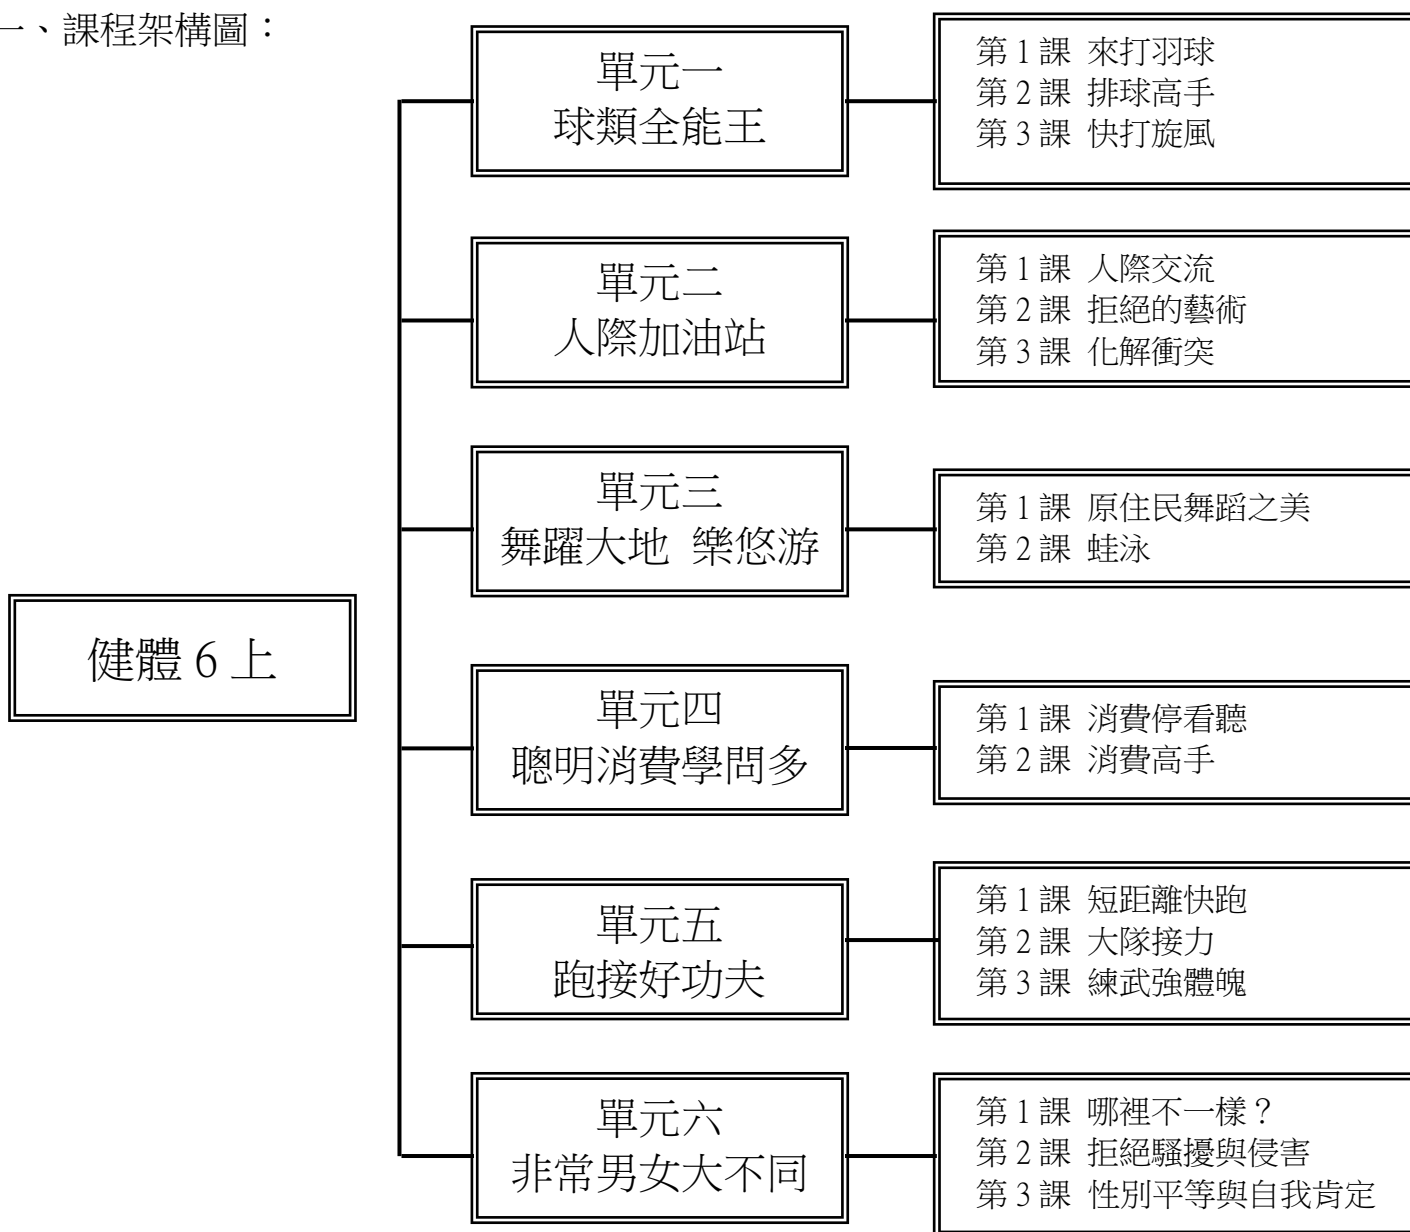 一、課程架構圖：
健體6上
單元一
球類全能王
第1課 來打羽球
第2課 排球高手
第3課 快打旋風
單元二
人際加油站
第1課 人際交流
第2課 拒絕的藝術
第3課 化解衝突
單元三
舞躍大地 樂悠游
第1課 原住民舞蹈之美
第2課 蛙泳
單元四
聰明消費學問多
第1課 消費停看聽
第2課 消費高手
單元五
跑接好功夫
第1課 短距離快跑
第2課 大隊接力
第3課 練武強體魄
單元六
非常男女大不同
第1課 哪裡不一樣？
第2課 拒絕騷擾與侵害
第3課 性別平等與自我肯定